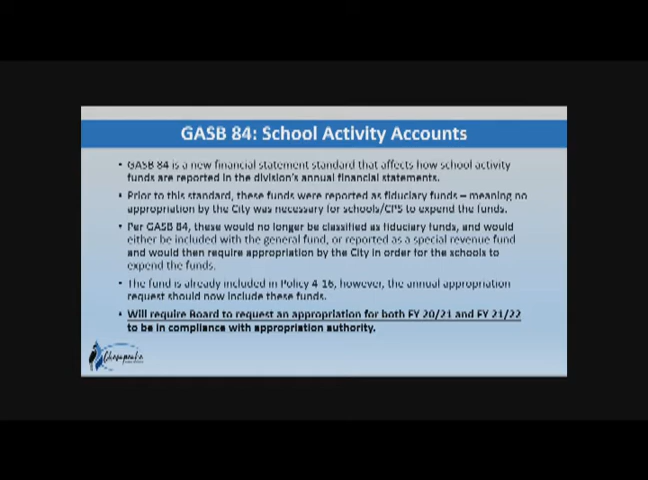 GASB 84: School Activity Accounts
• GASB 84 is a new financial statement standard that affects how school activity
funds are reported in the division's annual financial statements.
• Prior to this standard, these funds were reported as fiduciary funds – meaning no
appropriation by the City was necessary for schools/CPS to expend the funds.
• Per GASB 84, these would no longer be classified as fiduciary funds, and would
either be included with the general fund, or reported as a special revenue fund
and would then require appropriation by the City in order for the schools to
expend the funds.
• The fund is already included in Policy 4-16, however, the annual appropriation
request should now include these funds.
• Will require Board to request an appropriation for both FY 20/21 and FY 21/22
to be in compliance with appropriation authority.
Chesapeake